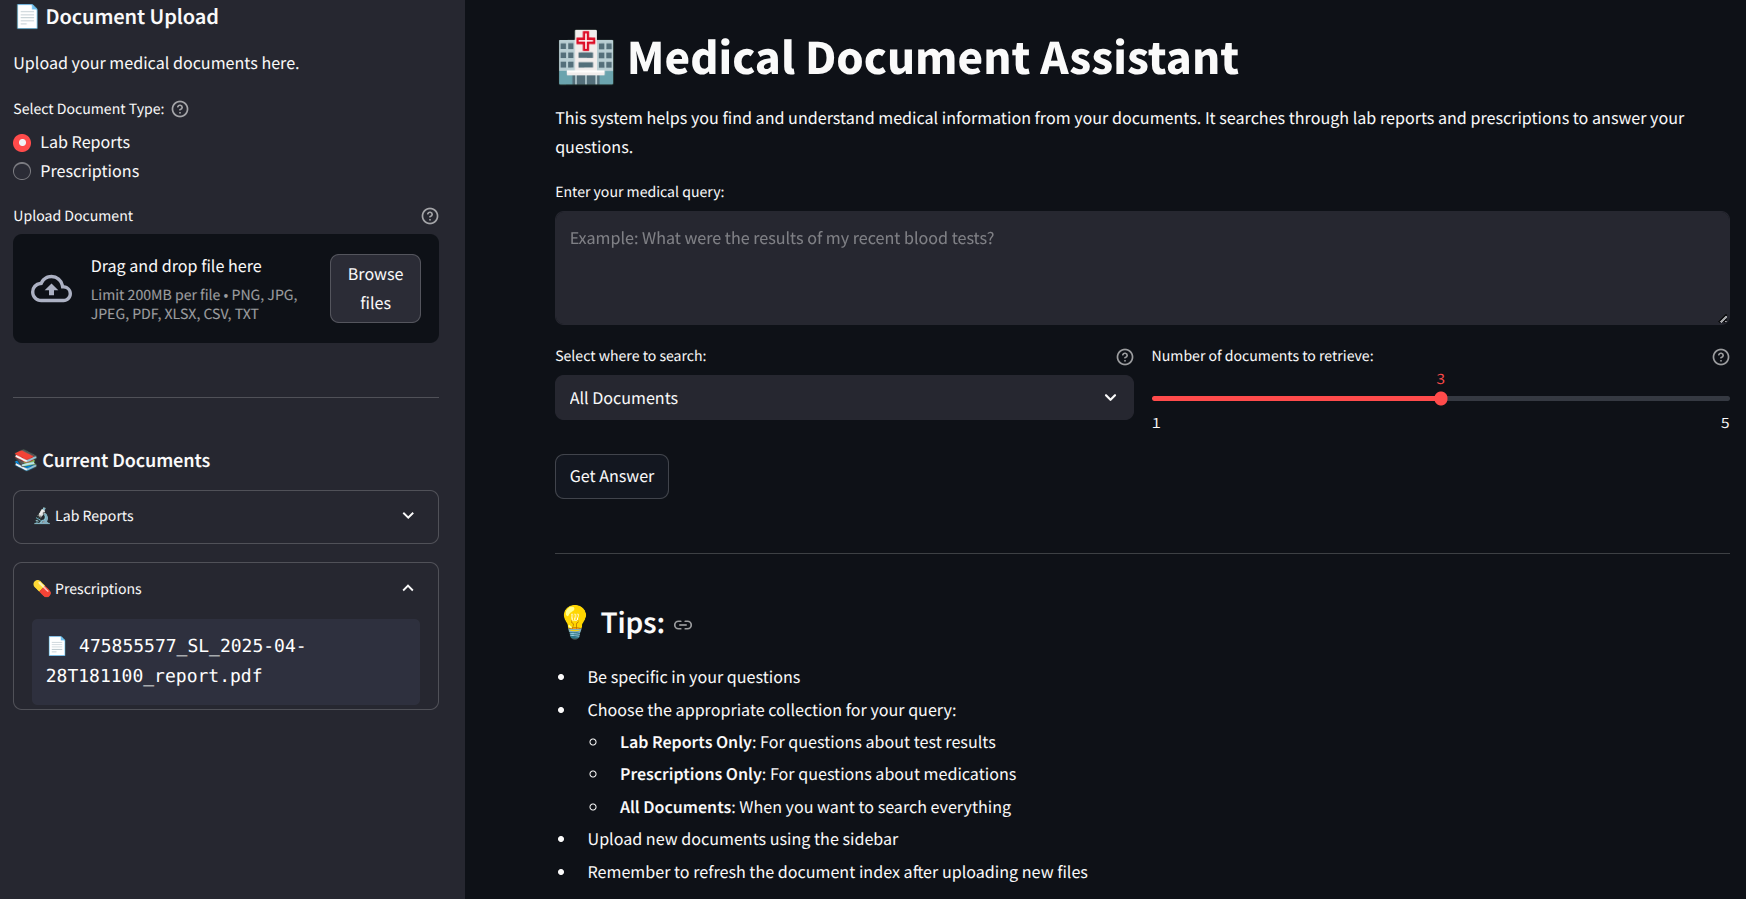 Document Upload
Upload your medical documents here.
Select Document Type:
Lab Reports
Prescriptions
Upload Document
Drag and drop file here
Limit 200MB per file • PNG, JPG,
JPEG, PDF, XLSX, CSV, TXT
Browse
files
Current Documents
Lab Reports
Prescriptions
475855577_SL_2025-04-
28T181100_report.pdf
Medical Document Assistant
This system helps you find and understand medical information from your documents. It searches through lab reports and prescriptions to answer your
questions.
Enter your medical query:
Example: What were the results of my recent blood tests?
Select where to search:
All Documents
Number of documents to retrieve:
3
1
5
Get Answer
Tips:
• Be specific in your questions
• Choose the appropriate collection for your query:
◦ Lab Reports Only: For questions about test results
◦ Prescriptions Only: For questions about medications
◦ All Documents: When you want to search everything
• Upload new documents using the sidebar
• Remember to refresh the document index after uploading new files